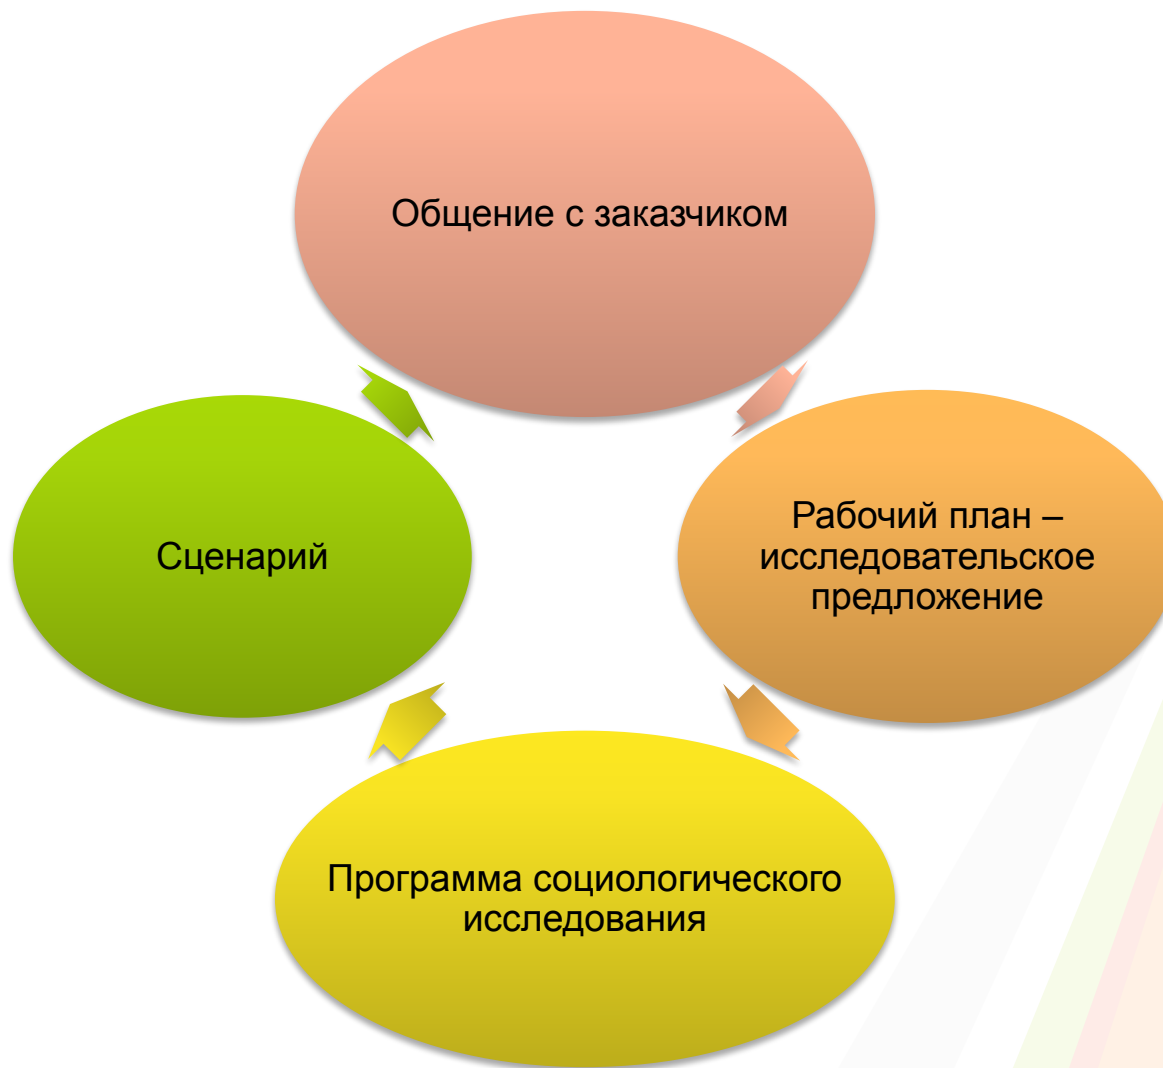 Общение с заказчиком
Сценарий
Рабочий план –
исследовательское
предложение
Программа социологического
исследования